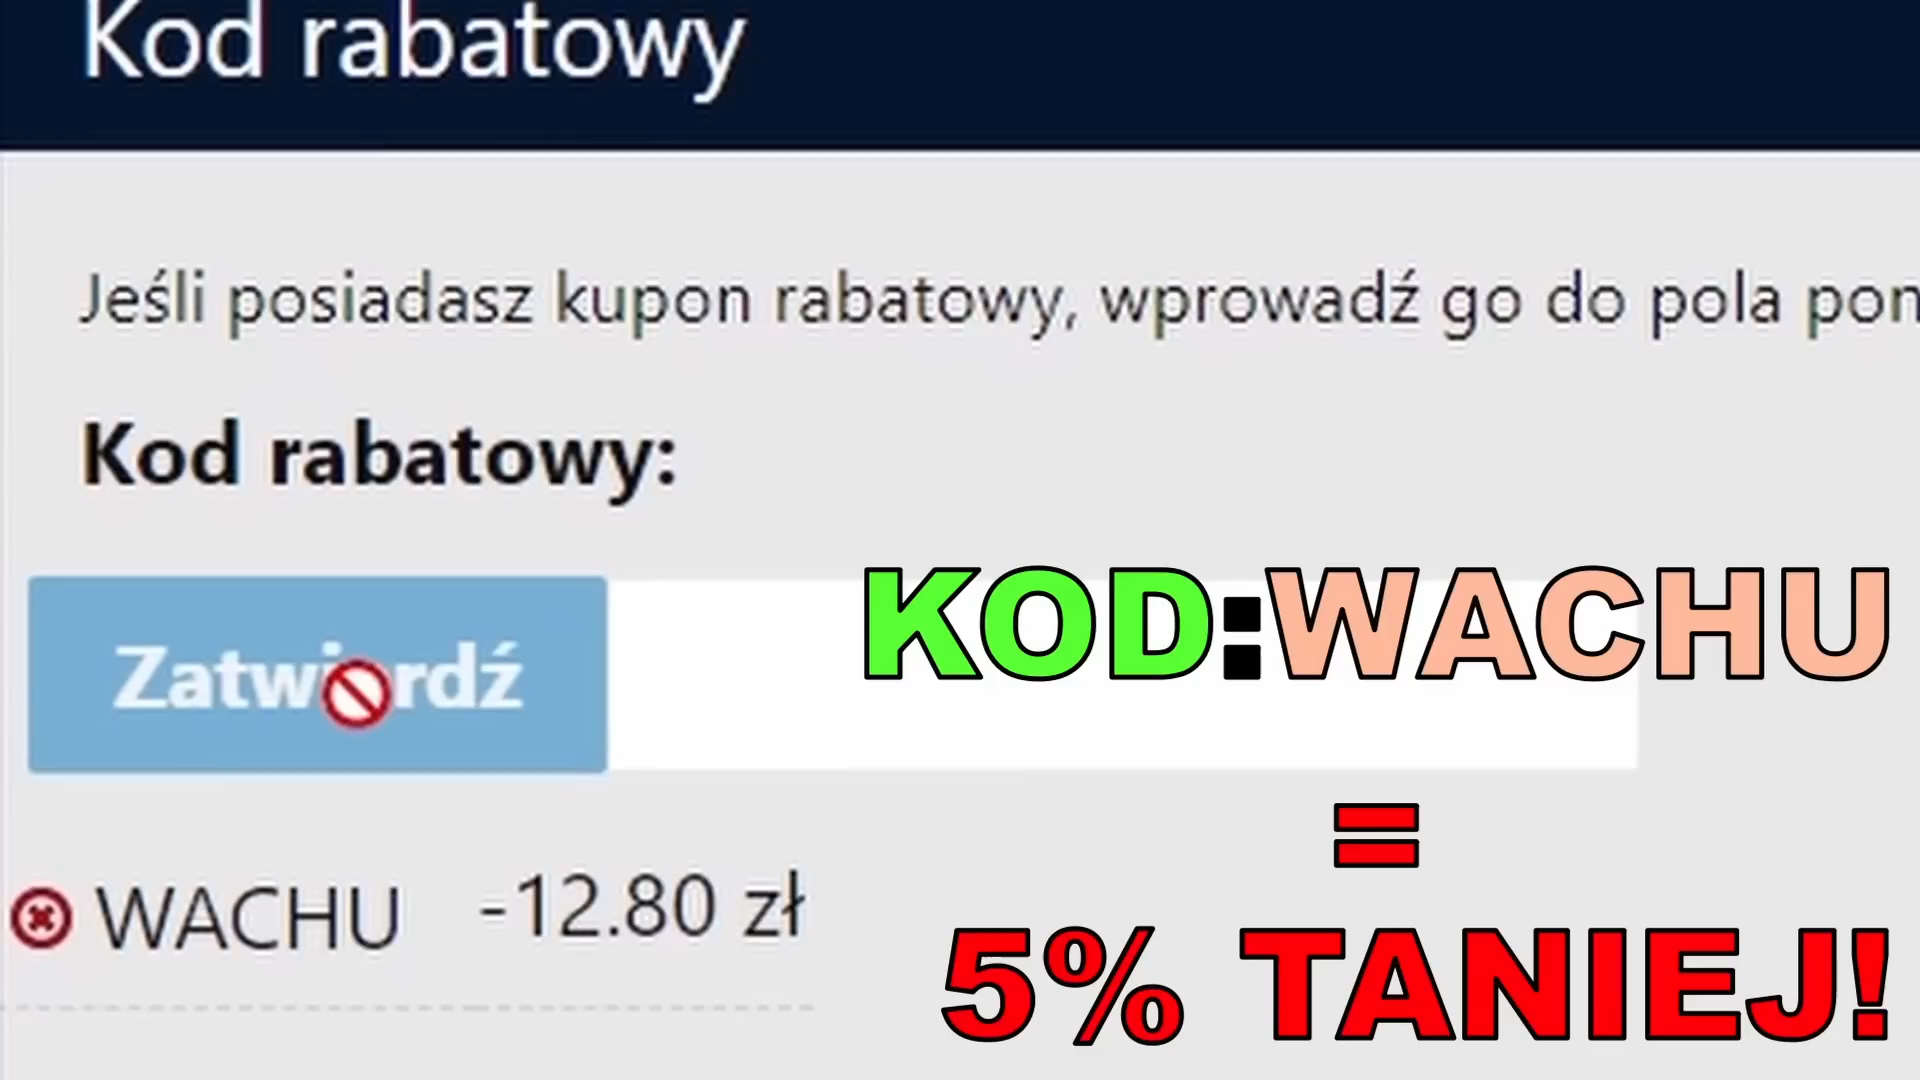 Kod rabatowy
Jeśli posiadasz kupon rabatowy, wprowadź go do pola
Kod rabatowy:
KOD:WACHU
Zatwierdź
=
WACHU -12.80 zł
5% TANIEJ!